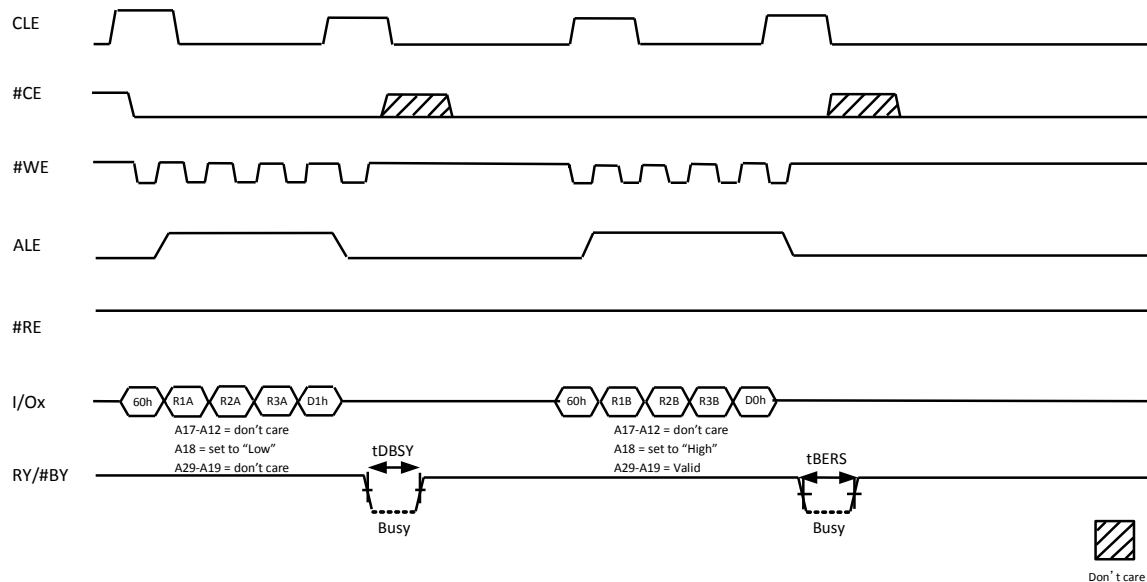 CLE
#CE
#WE
ALE
#RE
I/Ox
60h R1A R2A R3A D1h
60h R1B R2B R3B D0h
A17-A12 = don't care
A18 = set to "Low"
A29-A19 = don't care
A17-A12 = don't care
A18 = set to "High"
A29-A19 = Valid
RY/#BY
tDBSY
Busy
tBERS
Busy
Don't care